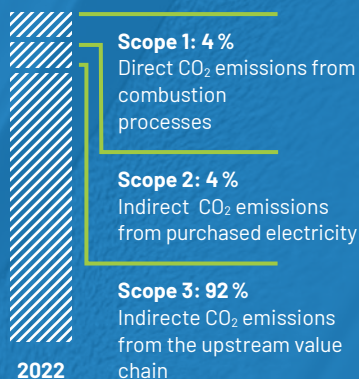 Scope 1: 4 %
Direct CO₂ emissions from
combustion
processes
Scope 2: 4 %
Indirect CO₂ emissions
from purchased electricity
Scope 3: 92 %
Indirecte CO₂ emissions
from the upstream value
chain
2022